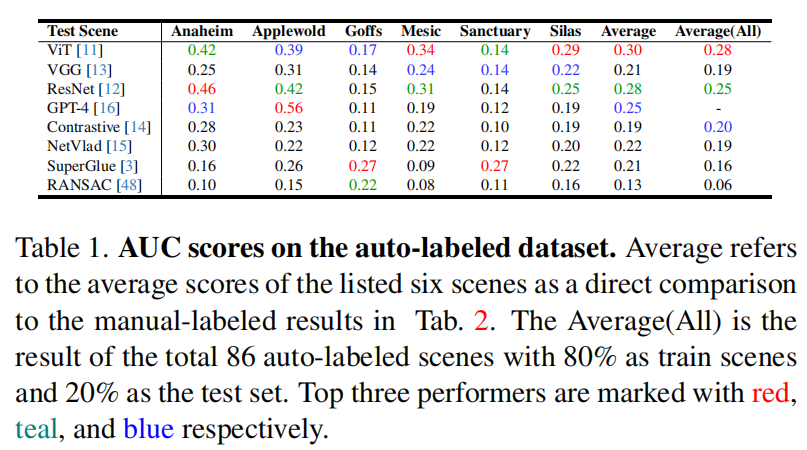 Test Scene Anaheim Applewold Goffs Mesic Sanctuary Silas Average Average(All)
ViT [11] 0.42 0.39 0.17 0.34 0.14 0.29 0.30 0.28
VGG [13] 0.25 0.31 0.14 0.24 0.14 0.22 0.21 0.19
ResNet [12] 0.46 0.42 0.15 0.31 0.14 0.25 0.28 0.25
GPT-4 [16] 0.31 0.56 0.11 0.19 0.12 0.19 0.25 -
Contrastive [14] 0.28 0.23 0.11 0.22 0.10 0.19 0.19 0.20
NetVlad [15] 0.30 0.22 0.12 0.22 0.12 0.20 0.22 0.19
SuperGlue [3] 0.16 0.26 0.27 0.09 0.27 0.22 0.21 0.16
RANSAC [48] 0.10 0.15 0.22 0.08 0.11 0.16 0.13 0.06
Table 1. AUC scores on the auto-labeled dataset. Average refers
to the average scores of the listed six scenes as a direct comparison
to the manual-labeled results in Tab. 2. The Average(All) is the
result of the total 86 auto-labeled scenes with 80% as train scenes
and 20% as the test set. Top three performers are marked with red,
teal, and blue respectively.